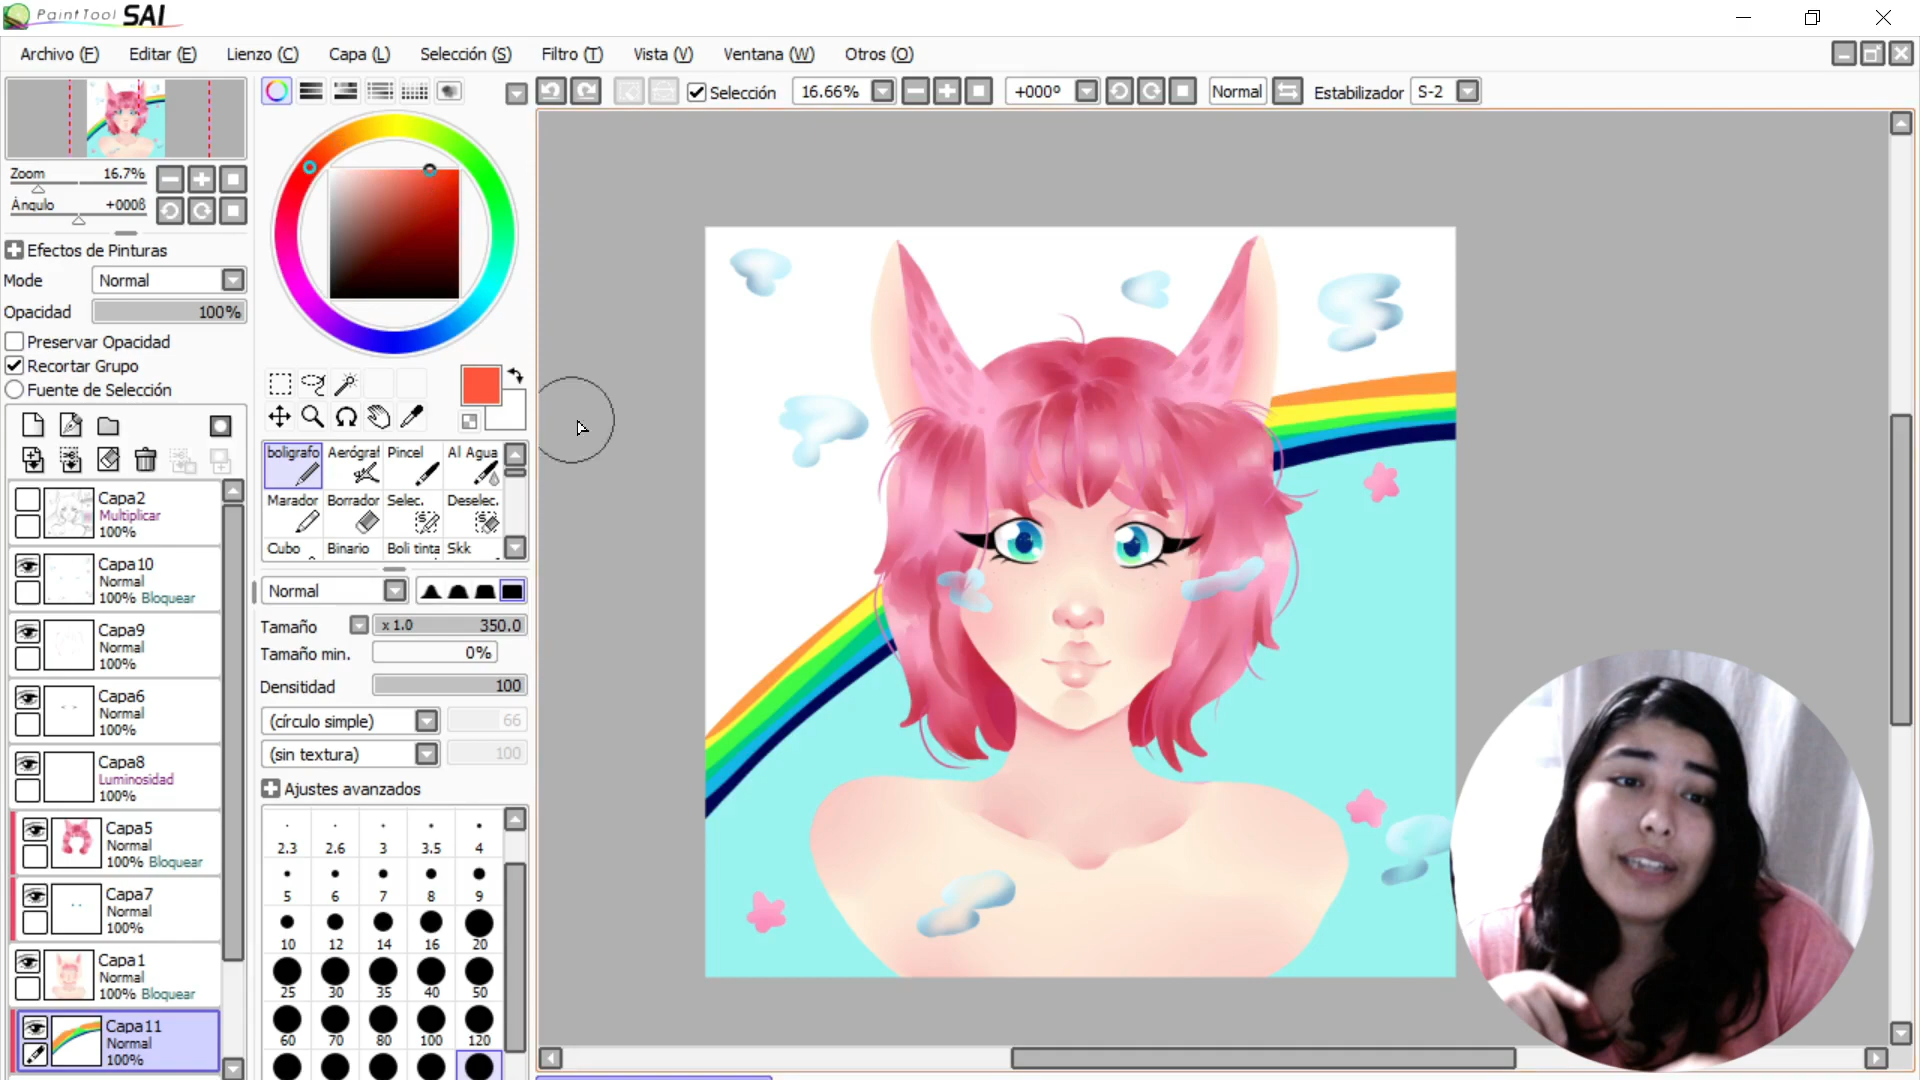 PaintTool SAI
Archivo (F) Editar (E) Lienzo (C) Capa (L) Selección (S) Filtro (T) Vista (V) Ventana (W) Otros (O)
Selección 16.66% +000º Normal Estabilizador S-2
Zoom 16.7%
Ángulo +000ß
Efectos de Pinturas
Mode Normal
Opacidad 100%
Preservar Opacidad
Recortar Grupo
Fuente de Selección
Capa2
Multiplicar
100%
Capa10
Normal
100% Bloquear
Capa9
Normal
100%
Capa6
Normal
100%
Capa8
Luminosidad
100%
Capa5
Normal
100% Bloquear
Capa7
Normal
100%
Capa1
Normal
100% Bloquear
Capa11
Normal
100%
boligrafo Aerógraf Pincel Al Agua
Marador Borrador Selec. Deselec.
Cubo Binario Boli tinta Skk
Normal
Tamaño x 1.0 350.0
Tamaño min. 0%
Densitidad 100
(círculo simple) 66
(sin textura) 100
Ajustes avanzados
2.3 2.6 3 3.5 4
5 6 7 8 9
10 12 14 16 20
25 30 35 40 50
60 70 80 100 120